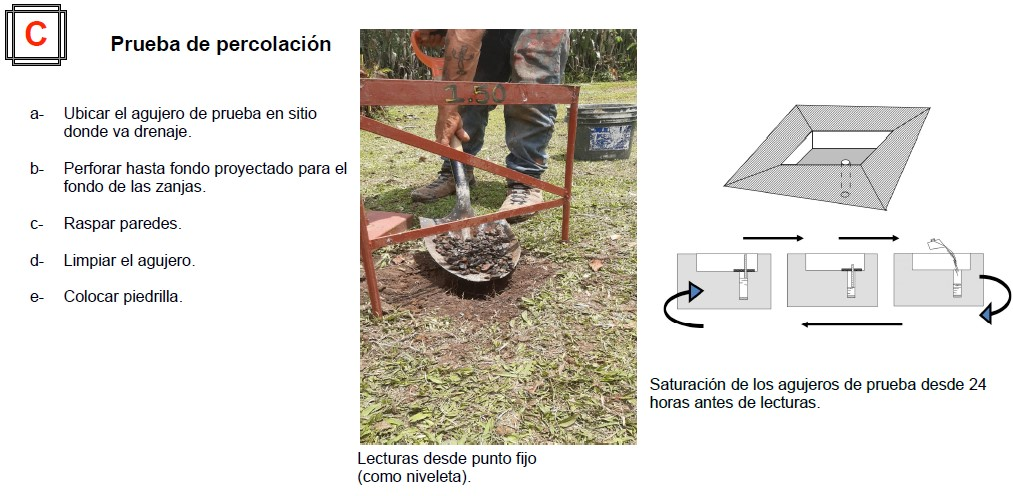 C
Prueba de percolación
a- Ubicar el agujero de prueba en sitio
donde va drenaje.
b- Perforar hasta fondo proyectado para el
fondo de las zanjas.
c- Raspar paredes.
d- Limpiar el agujero.
e- Colocar piedrilla.
1.50
Lecturas desde punto fijo
(como niveleta).
Saturación de los agujeros de prueba desde 24
horas antes de lecturas.